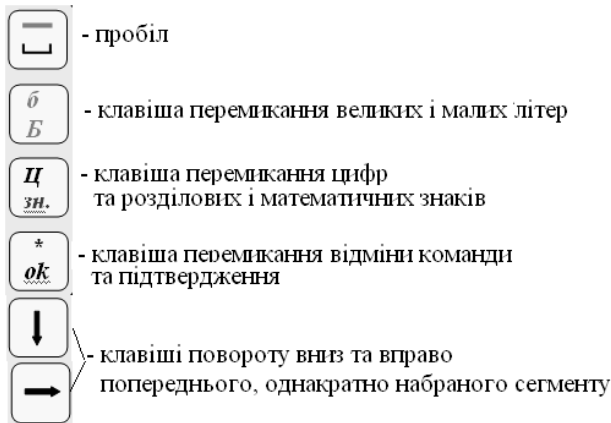 - пробіл
б
Б
- клавіша перемикання великих і малих літер
Ц
зн.
- клавіша перемикання цифр
та розділових і математичних знаків
*
ok
- клавіша перемикання відміни команди
та підтвердження
- клавіші повороту вниз та вправо
попереднього, однакратно набраного сегменту